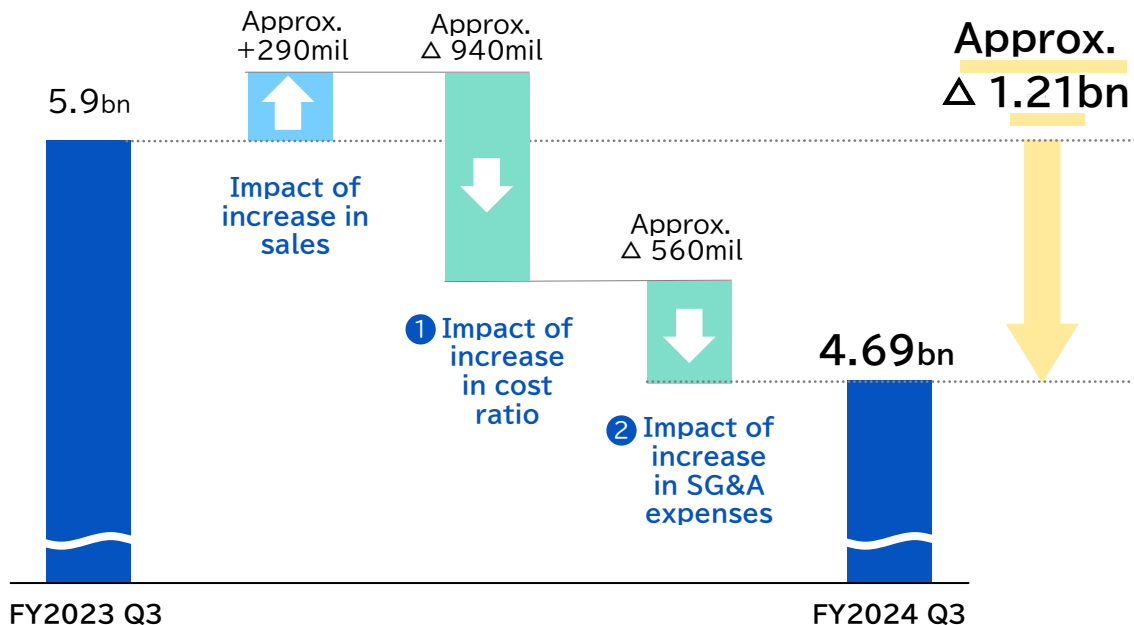 Approx.
+290mil
Approx.
△ 940mil
Approx.
△ 1.21bn
5.9bn
Impact of
increase in
sales
Approx.
△ 560mil
1 Impact of
increase
in cost
ratio
4.69bn
2 Impact of
increase
in SG&A
expenses
FY2023 Q3
FY2024 Q3